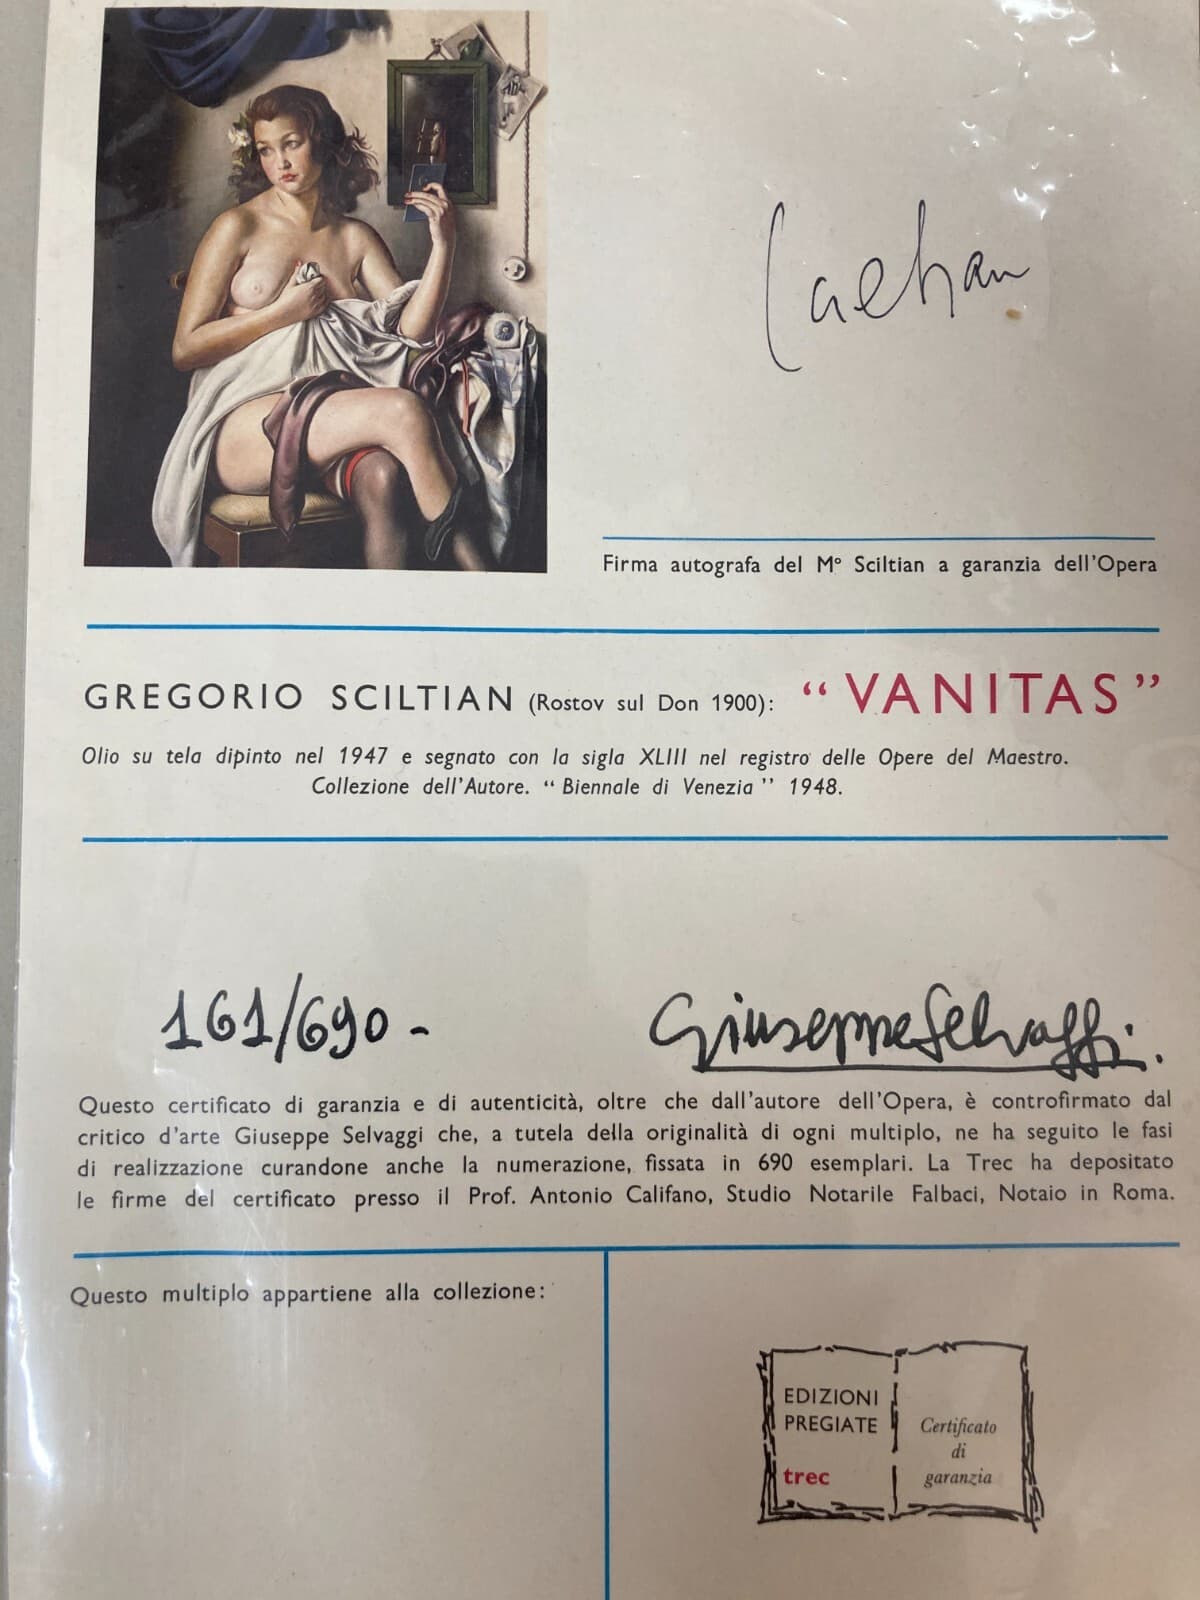 Firma autografa del Mº Sciltian a garanzia dell'Opera
GREGORIO SCILTIAN (Rostov sul Don 1900): “VANITAS”
Olio su tela dipinto nel 1947 e segnato con la sigla XLIII nel registro delle Opere del Maestro.
Collezione dell'Autore. “ Biennale di Venezia ” 1948.
161/690 - Giuseppe Selvaggi.
Questo certificato di garanzia e di autenticità, oltre che dall'autore dell'Opera, è controfirmato dal
critico d'arte Giuseppe Selvaggi che, a tutela della originalità di ogni multiplo, ne ha seguito le fasi
di realizzazione curandone anche la numerazione, fissata in 690 esemplari. La Trec ha depositato
le firme del certificato presso il Prof. Antonio Califano, Studio Notarile Falbaci, Notaio in Roma.
Questo multiplo appartiene alla collezione:
EDIZIONI
PREGIATE
trec
Certificato
di
garanzia